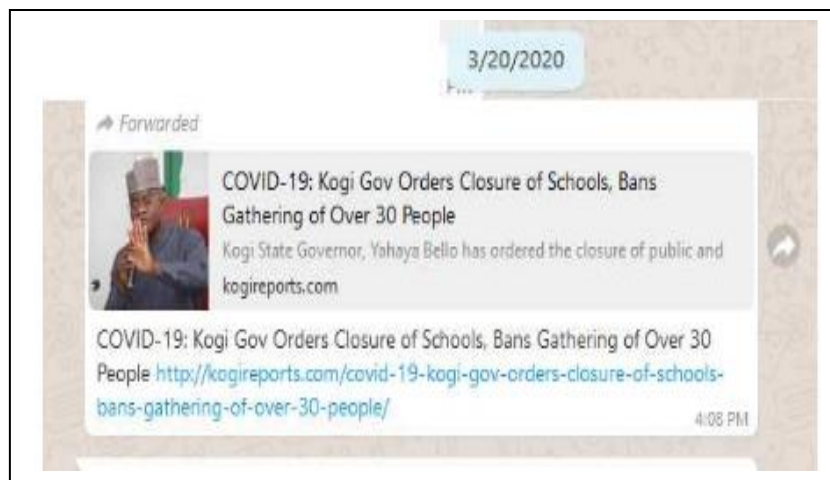 3/20/2020
Forwarded
COVID-19: Kogi Gov Orders Closure of Schools, Bans
Gathering of Over 30 People
Kogi State Governor, Yahaya Bello has ordered the closure of public and
kogireports.com
COVID-19: Kogi Gov Orders Closure of Schools, Bans Gathering of Over 30
People http://kogireports.com/covid-19-kogi-gov-orders-closure-of-schools-
bans-gathering-of-over-30-people/
4:08 PM